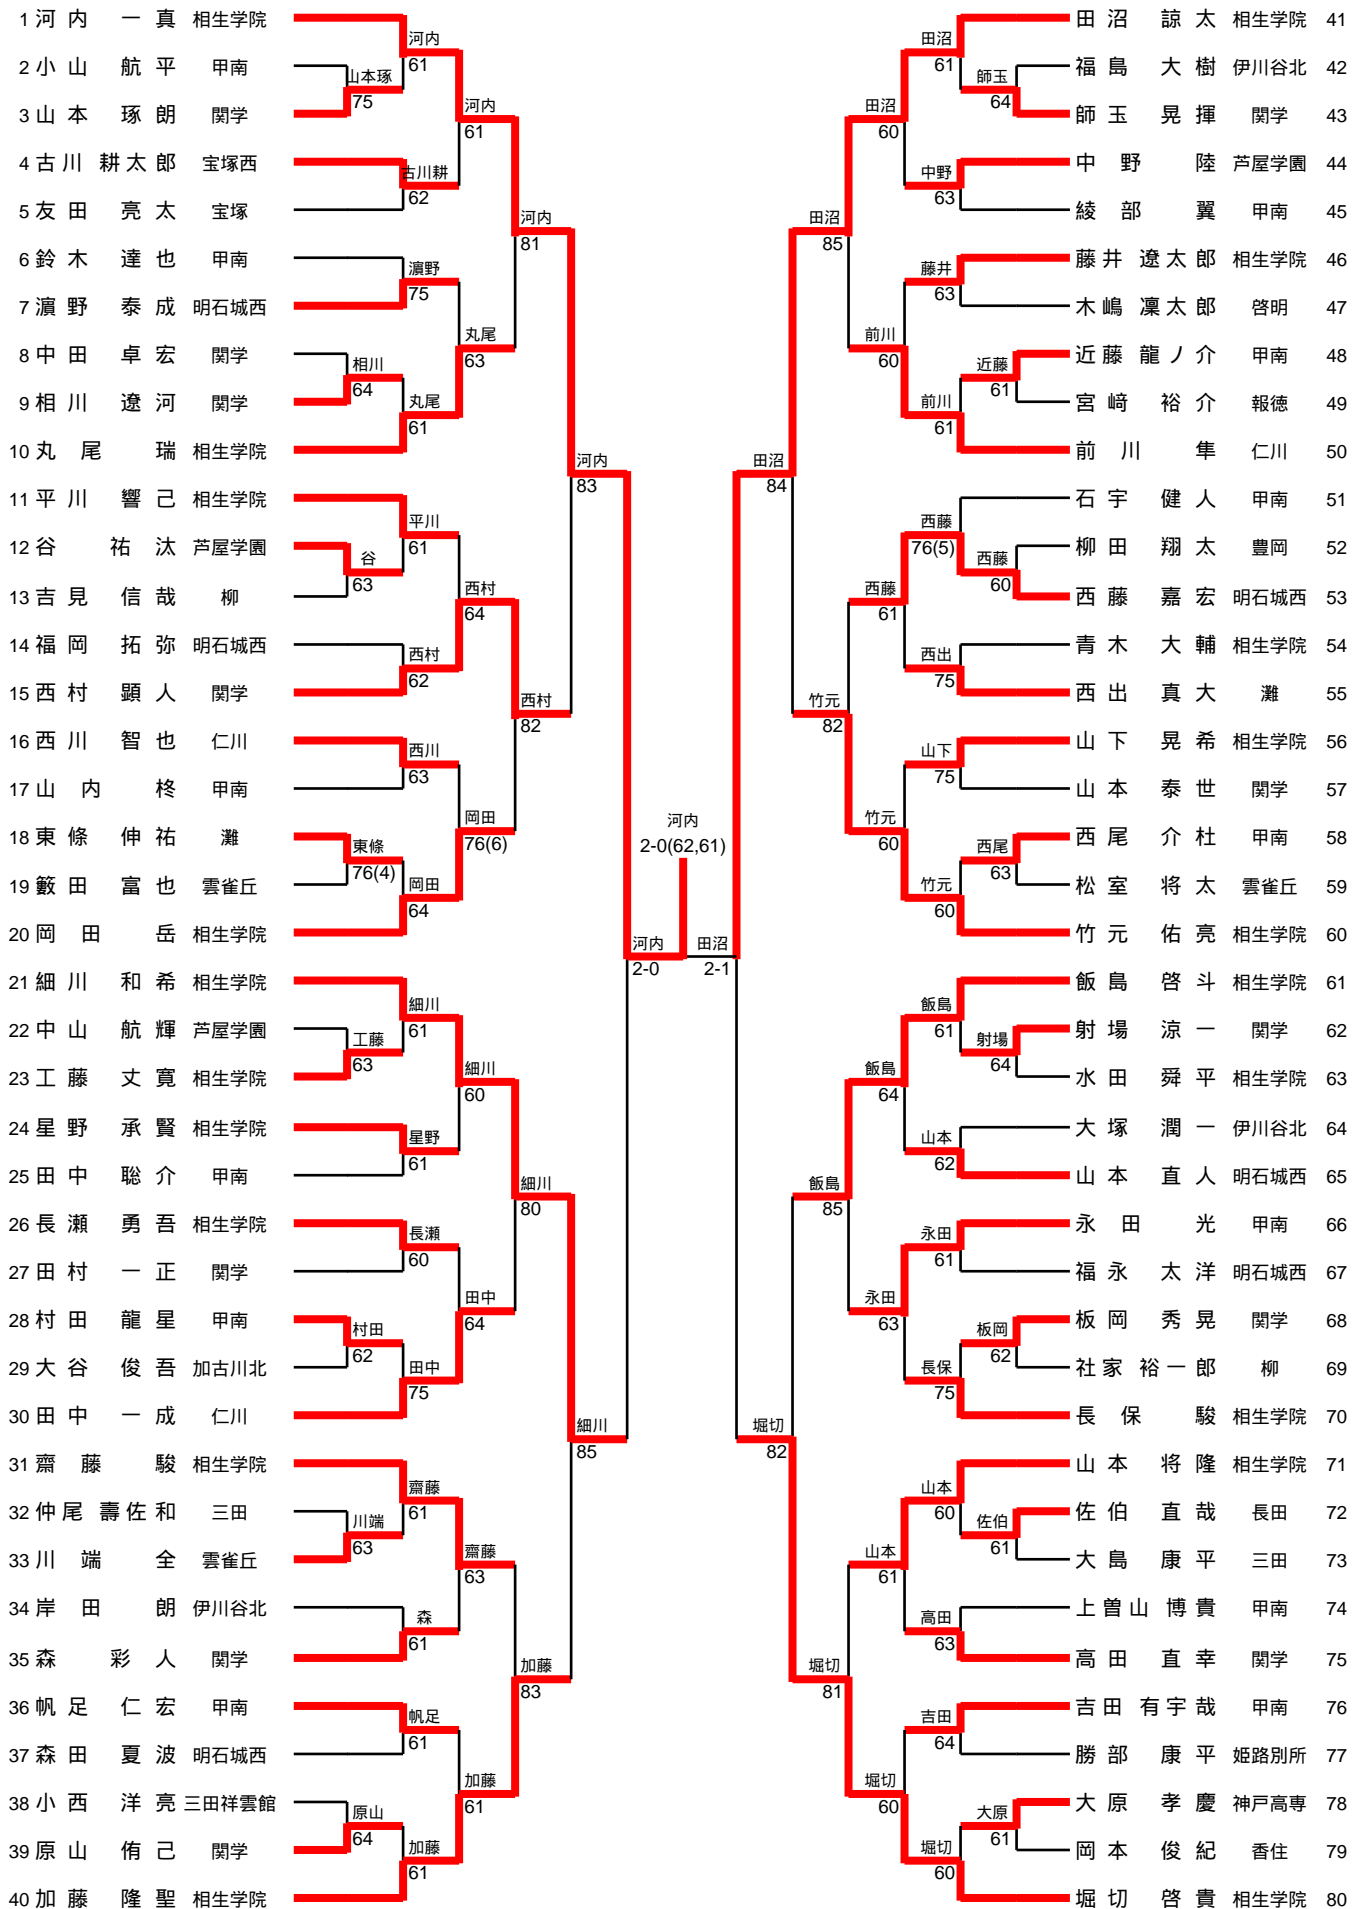 1 河内 一真 相生学院
2 小山 航平 甲南
3 山本 琢朗 関学
4 古川 耕太郎 宝塚西
5 友田 亮太 宝塚
6 鈴木 達也 甲南
7 濵野 泰成 明石城西
8 中田 卓宏 関学
9 相川 遼河 関学
10 丸尾 瑞 相生学院
11 平川 響己 相生学院
12 谷 祐汰 芦屋学園
13 吉見 信哉 柳
14 福岡 拓弥 明石城西
15 西村 顕人 関学
16 西川 智也 仁川
17 山内 柊 甲南
18 東條 伸祐 灘
19 籔田 富也 雲雀丘
20 岡田 岳 相生学院
21 細川 和希 相生学院
22 中山 航輝 芦屋学園
23 工藤 丈寛 相生学院
24 星野 承賢 相生学院
25 田中 聡介 甲南
26 長瀬 勇吾 相生学院
27 田村 一正 関学
28 村田 龍星 甲南
29 大谷 俊吾 加古川北
30 田中 一成 仁川
31 齋藤 駿 相生学院
32 仲尾 壽佐和 三田
33 川端 全 雲雀丘
34 岸田 朗 伊川谷北
35 森 彩人 関学
36 帆足 仁宏 甲南
37 森田 夏波 明石城西
38 小西 洋亮 三田祥雲館
39 原山 侑己 関学
40 加藤 隆聖 相生学院
山本琢
75
相川
64
谷
63
東條
76(4)
工藤
63
村田
62
川端
63
原山
64
河内
61
古川耕
62
濵野
75
丸尾
61
平川
61
西村
62
西川
63
岡田
64
細川
61
星野
61
長瀬
60
田中
75
齋藤
61
森
61
帆足
61
加藤
61
河内
61
丸尾
63
西村
64
岡田
76(6)
細川
60
田中
64
齋藤
63
加藤
61
河内
81
西村
82
細川
80
加藤
83
河内
83
細川
85
河内
2-0
河内
2-0(62,61)
田沼
2-1
田沼
84
堀切
82
田沼
85
竹元
82
飯島
85
堀切
81
田沼
60
前川
60
西藤
61
竹元
60
飯島
64
永田
63
山本
61
堀切
60
田沼
61
中野
63
藤井
63
前川
61
西藤
76(5)
西出
75
山下
75
竹元
60
飯島
61
山本
62
永田
61
長保
75
山本
60
高田
63
吉田
64
堀切
60
師玉
64
近藤
61
西藤
60
西尾
63
射場
64
板岡
62
佐伯
61
大原
61
田沼 諒太 相生学院 41
福島 大樹 伊川谷北 42
師玉 晃揮 関学 43
中野 陸 芦屋学園 44
綾部 翼 甲南 45
藤井 遼太郎 相生学院 46
木嶋 凜太郎 啓明 47
近藤 龍ノ介 甲南 48
宮﨑 裕介 報徳 49
前川 隼 仁川 50
石宇 健人 甲南 51
柳田 翔太 豊岡 52
西藤 嘉宏 明石城西 53
青木 大輔 相生学院 54
西出 真大 灘 55
山下 晃希 相生学院 56
山本 泰世 関学 57
西尾 介杜 甲南 58
松室 将太 雲雀丘 59
竹元 佑亮 相生学院 60
飯島 啓斗 相生学院 61
射場 涼一 関学 62
水田 舜平 相生学院 63
大塚 潤一 伊川谷北 64
山本 直人 明石城西 65
永田 光 甲南 66
福永 太洋 明石城西 67
板岡 秀晃 関学 68
社家 裕一郎 柳 69
長保 駿 相生学院 70
山本 将隆 相生学院 71
佐伯 直哉 長田 72
大島 康平 三田 73
上曽山 博貴 甲南 74
高田 直幸 関学 75
吉田 有宇哉 甲南 76
勝部 康平 姫路別所 77
大原 孝慶 神戸高専 78
岡本 俊紀 香住 79
堀切 啓貴 相生学院 80